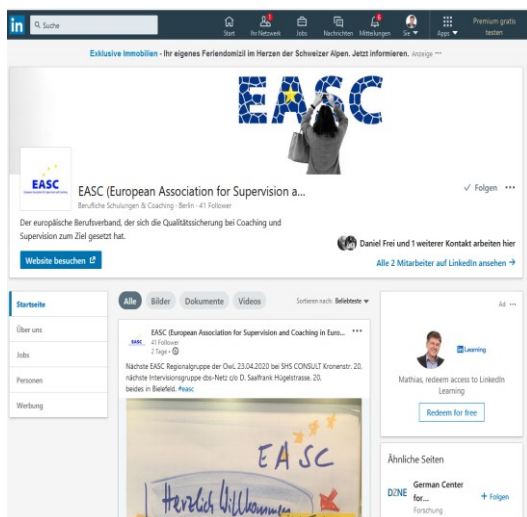 in
Suche
Start
Ihr Netzwerk
Jobs
Nachrichten
Mitteilungen
Sie
Apps
Premium gratis
testen
Exklusive Immobilien - Ihr eigenes Feriendomizil im Herzen der Schweizer Alpen. Jetzt informieren. Anzeige
EASC
EASC
EASC (European Association for Supervision a...
Berufliche Schulungen & Coaching · Berlin · 41 Follower
✓ Folgen
Der europäische Berufsverband, der sich die Qualitätssicherung bei Coaching und
Supervision zum Ziel gesetzt hat.
Daniel Frei und 1 weiterer Kontakt arbeiten hier
Website besuchen
Alle 2 Mitarbeiter auf LinkedIn ansehen →
Startseite
Über uns
Jobs
Personen
Werbung
Alle
Bilder
Dokumente
Videos
Sortieren nach: Beliebteste
EASC
EASC (European Association for Supervision and Coaching in Euro...
41 Follower
2 Tage
Nächste EASC Regionalgruppe der OwL 23.04.2020 bei SHS CONSULT Kronenstr. 20,
nächste Intervisionsgruppe cbs-Netz c/o D. Saalfrank Hügelstrasse. 20,
beides in Bielefeld. #easc
EASC
Herzlich Willkommen
Ad
in Learning
Mathias, redeem access to LinkedIn
Learning
Redeem for free
Ähnliche Seiten
DZNE
German Center
for...
Forschung
+ Folgen